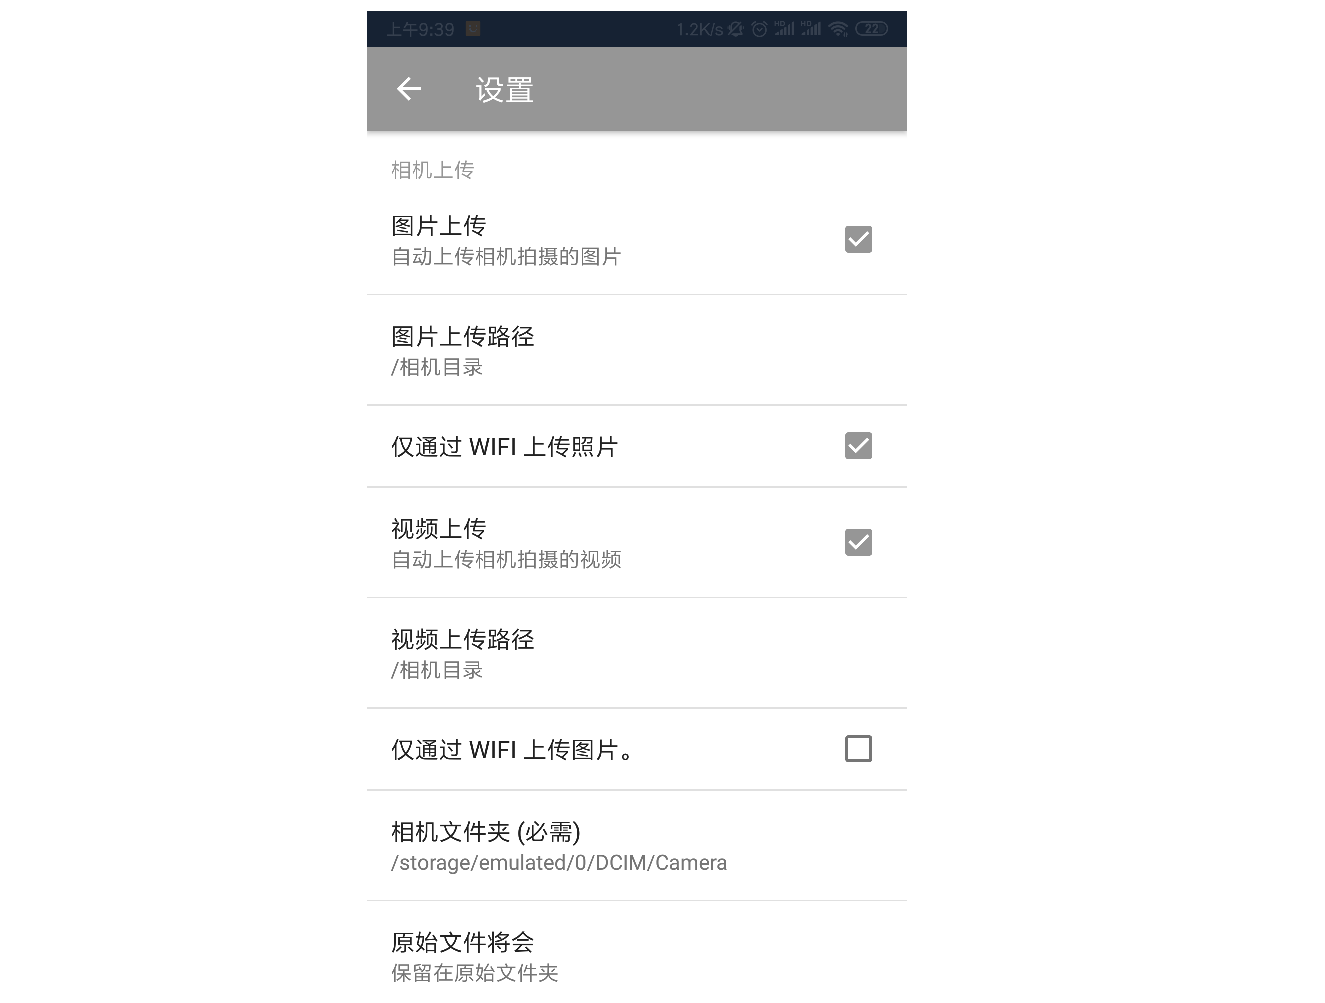 上午9:39
1.2K/s
HD
HD
22
设置
相机上传
图片上传
自动上传相机拍摄的图片
图片上传路径
/相机目录
仅通过 WIFI 上传照片
视频上传
自动上传相机拍摄的视频
视频上传路径
/相机目录
仅通过 WIFI 上传图片。
相机文件夹 (必需)
/storage/emulated/0/DCIM/Camera
原始文件将会
保留在原始文件夹